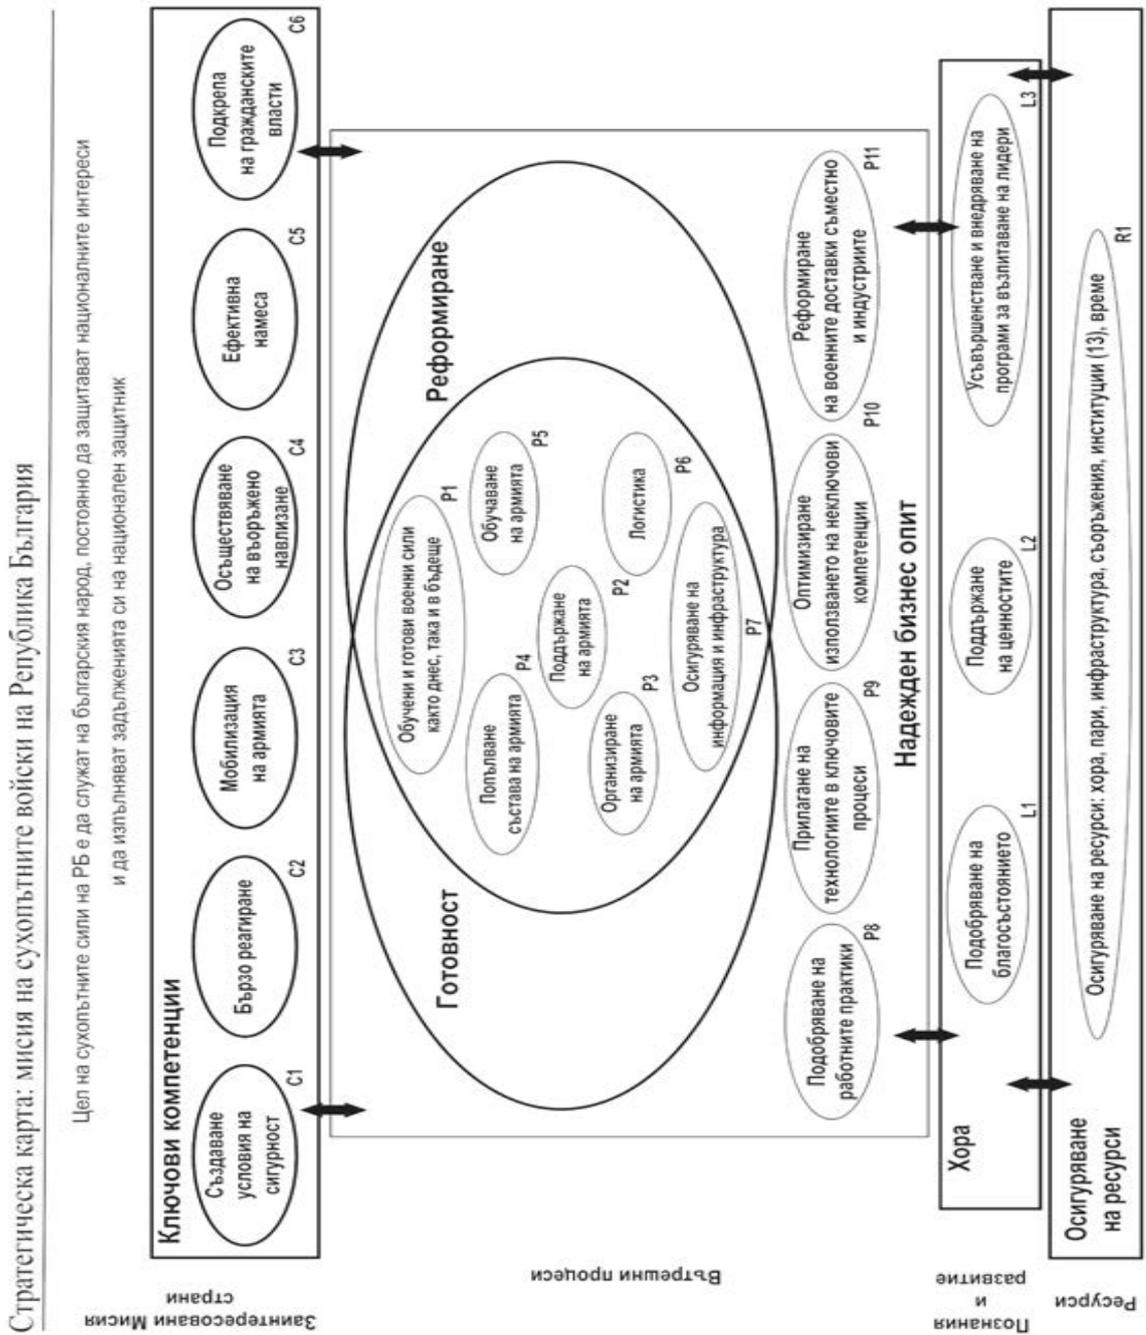 Стратегическа карта: мисия на сухопътните войски на Република България
Цел на сухопътните сили на РБ е да служат на българския народ, постоянно да защитават националните интереси
и да изпълняват задълженията си на национален защитник
Заинтересовани Мисия
страни
Ключови компетенции
Създаване
условия на
сигурност
C1
Бързо реагиране
C2
Мобилизация
на армията
C3
Осъществяване
на въоръжено
навлизане
C4
Ефективна
намеса
C5
Подкрепа
на гражданските
власти
C6
Вътрешни процеси
Готовност
Реформиране
Обучени и готови военни сили
както днес, така и в бъдеще
P1
Попълване
състава на армията
P4
Обучаване
на армията
P5
Поддържане
на армията
P2
Организиране
на армията
P3
Логистика
P6
Осигуряване на
информация и инфраструктура
P7
Подобряване на
работните практики
P8
Прилагане на
технологиите в ключовите
процеси
P9
Оптимизиране
използването на неключови
компетенции
P10
Реформиране
на военните доставки съместно
и индустриите
P11
Надежден бизнес опит
Познания
и
развитие
Хора
Подобряване на
благосъстоянието
L1
Поддържане
на ценностите
L2
Усъвършенстване и внедряване на
програми за възпитаване на лидери
L3
Ресурси
Осигуряване
на ресурси
Осигуряване на ресурси: хора, пари, инфраструктура, съоръжения, институции (13), време
R1